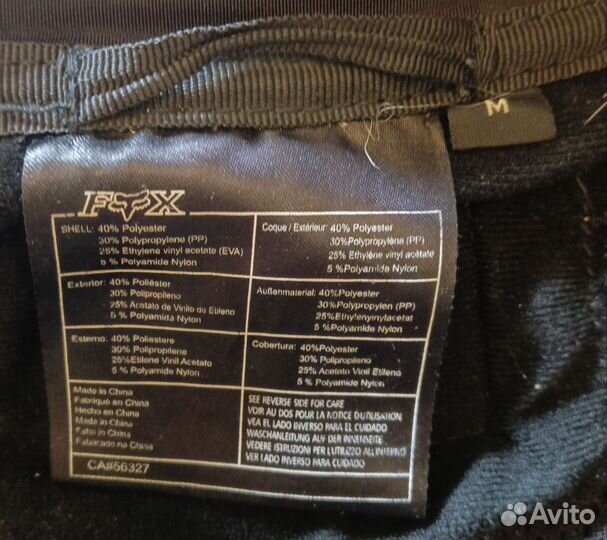 M
FOX
SHELL: 40% Polyester
30% Polypropylene (PP)
25% Ethylene vinyl acetate (EVA)
5 % Polyamide Nylon
Coque / Extérieur: 40% Polyester
30%Polypropylèna (PP)
25% Ethylène vinyl acétate
5 %Polyamide Nylon
Exterior: 40% Poliéster
30% Polipropileno
25% Acetato de Vinilo de Etileno
5 % Polyamida Nylon
Außenmaterial: 40%Polyester
30%Polypropylen (PP)
25%Ethylenyinylacetat
5 %Polyamide Nylon
Esterno: 40% Poliestere
30% Polipropilene
25%Etilene Vinil Acetato
5 % Polyamide Nylon
Cobertura: 40%Polyester
30% Polipropileno
25% Acetato Vinil Etileno
5 % Polyamide Nylon
Made in China
Fabriqué en China
Hecho en China
Made in China
Fatto in China
Fabricado na China
SEE REVERSE SIDE FOR CARE
VOIR AU DOS POUR LA NOTICE D'UTILISATION
VEA EL LADO INVERSO PARA EL CUIDADO
WASCHANLEITUNG AUF DER INNENSEITE
VEDERE ISTRUZIONI PER L'UTILIZZO ALL'INTERNO
VER LADO INVERSO PARA CUIDADO
CA#56327
Avito